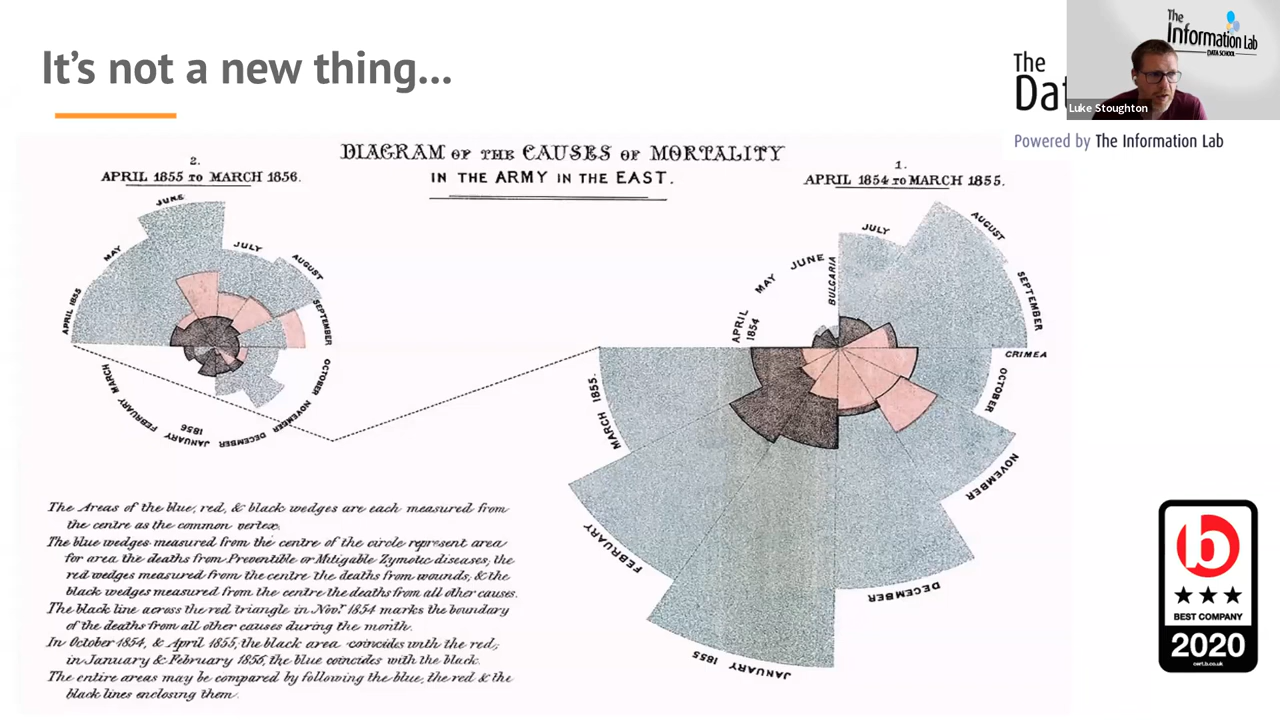 It's not a new thing...
The
Information Lab
DATA SCHOOL
Luke Stoughton
The
Dat
Powered by The Information Lab
DIAGRAM OF THE CAUSES OF MORTALITY
IN THE ARMY IN THE EAST.
2.
APRIL 1855 TO MARCH 1856.
1.
APRIL 1854 TO MARCH 1855.
APRIL 1855
MAY
JUNE
JULY
AUGUST
SEPTEMBER
OCTOBER
NOVEMBER
DECEMBER
JANUARY
1856
FEBRUARY
MARCH
APRIL
1854
MAY
JUNE
BULGARIA
JULY
AUGUST
SEPTEMBER
CRIMEA
OCTOBER
NOVEMBER
DECEMBER
JANUARY 1855
FEBRUARY
MARCH 1855.
The Areas of the blue, red, & black wedges are each measured from
the centre as the common vertex.
The blue wedges measured from the centre of the circle represent area
for area the deaths from Preventible or Mitigable Zymotic diseases, the
red wedges measured from the centre the deaths from wounds, & the
black wedges measured from the centre the deaths from all other causes.
The black line across the red triangle in Novr. 1854 marks the boundary
of the deaths from all other causes during the month.
In October 1854, & April 1855, the black area coincides with the red,
in January & February 1856, the blue coincides with the black.
The entire areas may be compared by following the blue, the red & the
black lines enclosing them.
b
BEST COMPANY
2020
cert.b.co.uk